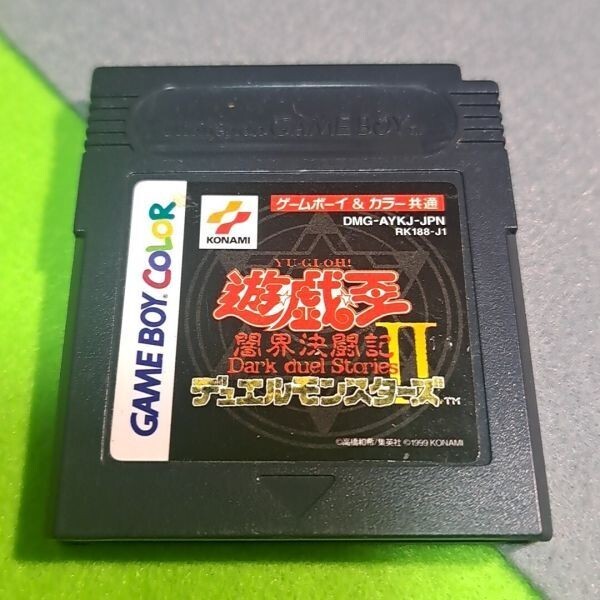 GAME BOY
GAME BOY COLOR
KONAMI
ゲームボーイ & カラー共通
DMG-AYKJ-JPN
RK188-J1
YU-GI-OH!
遊☆戯☆王
闇界決闘記
Dark duel Stories
デュエルモンスターズ II TM
©高橋和希/集英社 ©1999 KONAMI